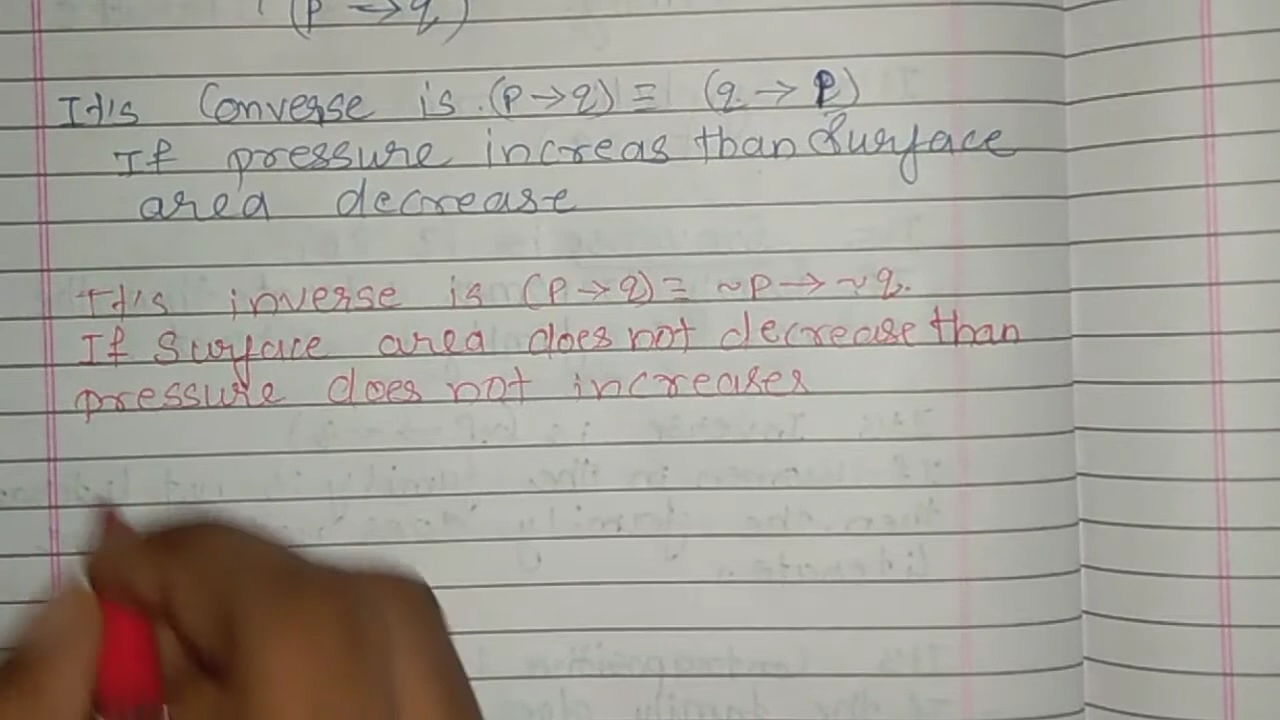 (p → q)
It's Converse is (p → q) ≡ (q → p)
If pressure increas than Surface
area decrease
It's inverse is (p → q) ≡ ~p → ~q.
If Surface area does not decrease than
pressure does not increases